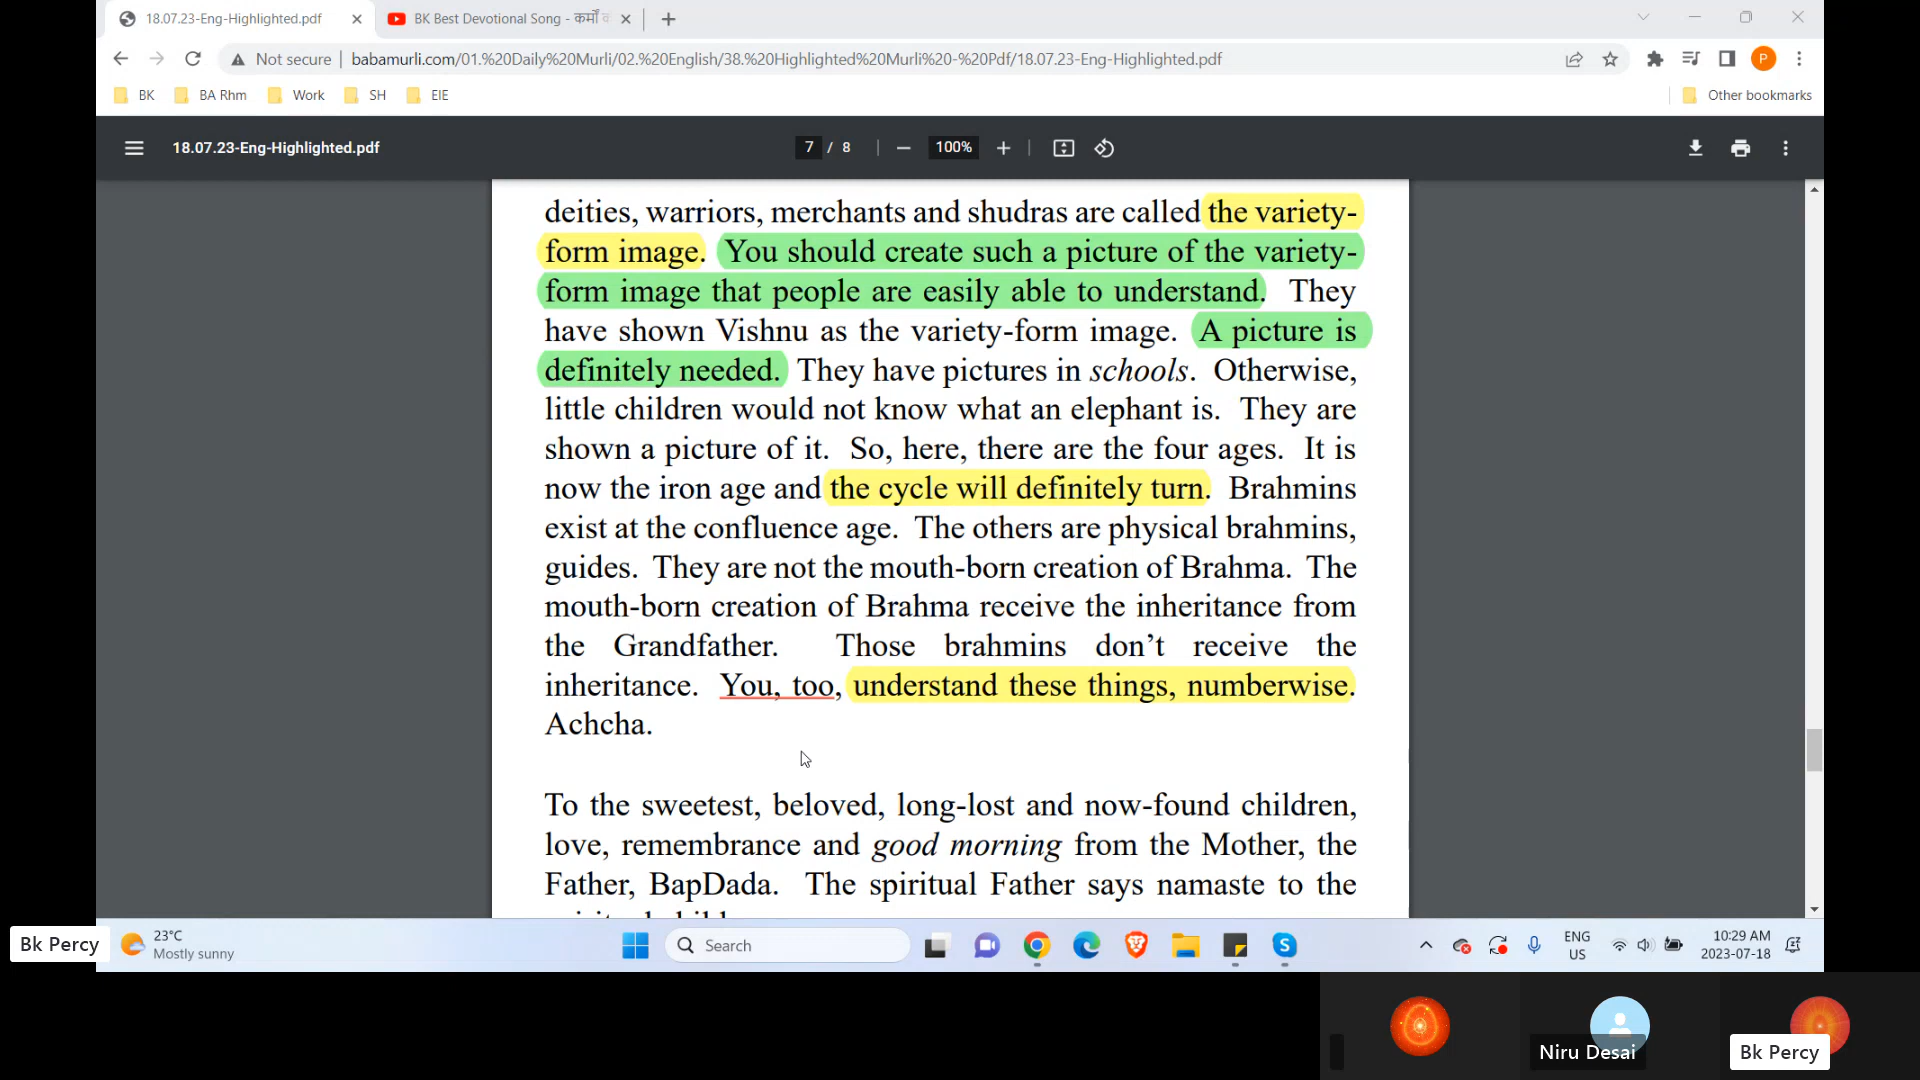 18.07.23-Eng-Highlighted.pdf
BK Best Devotional Song - कर्मों
Not secure
babamurli.com/01.%20Daily%20Murli/02.%20English/38.%20Highlighted%20Murli%20-%20Pdf/18.07.23-Eng-Highlighted.pdf
P
BK
BA Rhm
Work
SH
EIE
Other bookmarks
18.07.23-Eng-Highlighted.pdf
7 / 8
100%
deities, warriors, merchants and shudras are called the variety-
form image. You should create such a picture of the variety-
form image that people are easily able to understand. They
have shown Vishnu as the variety-form image. A picture is
definitely needed. They have pictures in schools. Otherwise,
little children would not know what an elephant is. They are
shown a picture of it. So, here, there are the four ages. It is
now the iron age and the cycle will definitely turn. Brahmins
exist at the confluence age. The others are physical brahmins,
guides. They are not the mouth-born creation of Brahma. The
mouth-born creation of Brahma receive the inheritance from
the Grandfather. Those brahmins don't receive the
inheritance. You, too, understand these things, numberwise.
Achcha.
To the sweetest, beloved, long-lost and now-found children,
love, remembrance and good morning from the Mother, the
Father, BapDada. The spiritual Father says namaste to the
Bk Percy
23°C
Mostly sunny
Search
ENG
US
10:29 AM
2023-07-18
Niru Desai
Bk Percy